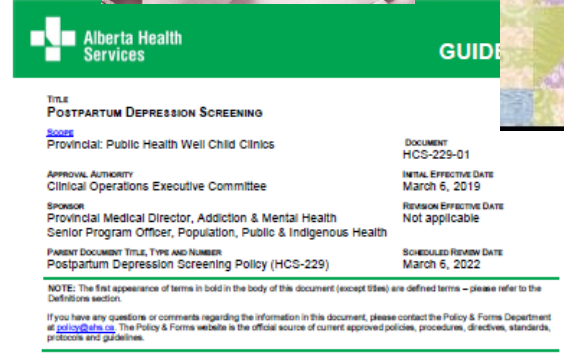 Alberta Health
Services
GUIDE
TITLE
POSTPARTUM DEPRESSION SCREENING
SCOPE
Provincial: Public Health Well Child Clinics
DOCUMENT
HCS-229-01
APPROVAL AUTHORITY
Clinical Operations Executive Committee
INITIAL EFFECTIVE DATE
March 6, 2019
SPONSOR
Provincial Medical Director, Addiction & Mental Health
Senior Program Officer, Population, Public & Indigenous Health
REVISION EFFECTIVE DATE
Not applicable
PARENT DOCUMENT TITLE, TYPE AND NUMBER
Postpartum Depression Screening Policy (HCS-229)
SCHEDULED REVIEW DATE
March 6, 2022
NOTE: The first appearance of terms in bold in the body of this document (except titles) are defined terms – please refer to the
Definitions section.
If you have any questions or comments regarding the information in this document, please contact the Policy & Forms Department
at policy@ahs.ca. The Policy & Forms website is the official source of current approved policies, procedures, directives, standards,
protocols and guidelines.